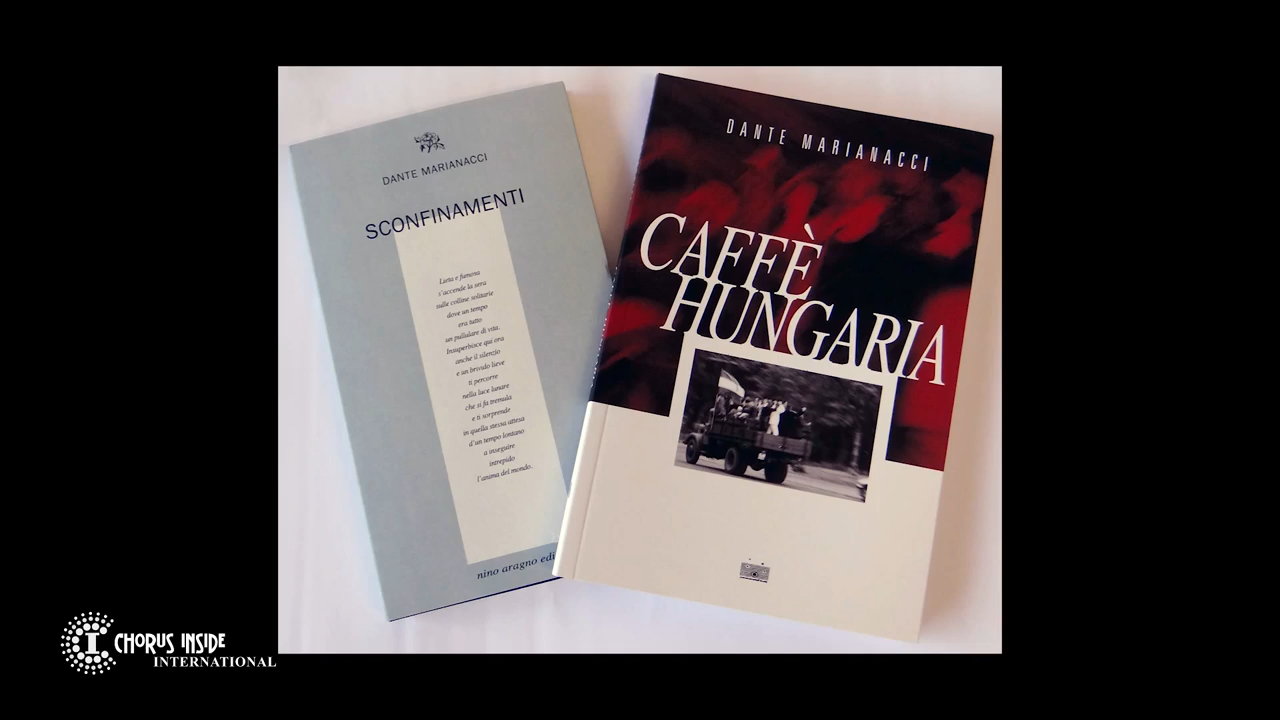 DANTE MARIANACCI
SCONFINAMENTI
Lutta e fumosa
s'accende la sera
sulle colline solitarie
dove un tempo
era tutto
un pullulare di vita.
Insuperbisce qui ora
anche il silenzio
e un brivido lieve
ti percorre
nella luce lunare
che si fa tremula
e ti sorprende
in quella stessa attesa
d'un tempo lontano
a inseguire
intrepido
l'anima del mondo.
nino aragno edi
DANTE MARIANACCI
CAFFÈ
HUNGARIA
CHORUS INSIDE
INTERNATIONAL